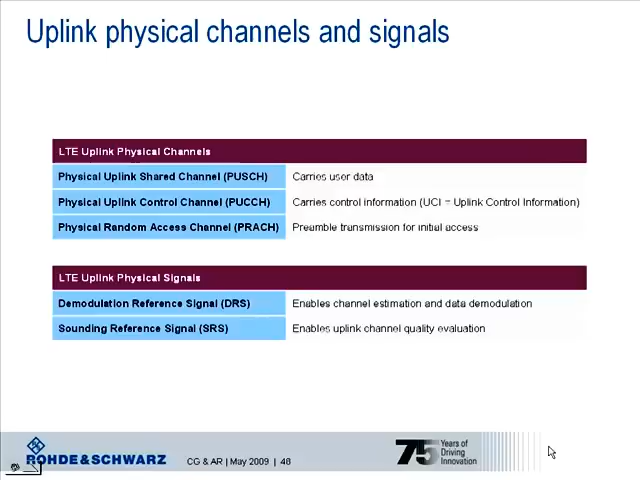 Uplink physical channels and signals
LTE Uplink Physical Channels
Physical Uplink Shared Channel (PUSCH) Carries user data
Physical Uplink Control Channel (PUCCH) Carries control information (UCI = Uplink Control Information)
Physical Random Access Channel (PRACH) Preamble transmission for initial access
LTE Uplink Physical Signals
Demodulation Reference Signal (DRS) Enables channel estimation and data demodulation
Sounding Reference Signal (SRS) Enables uplink channel quality evaluation
ROHDE&SCHWARZ CG & AR | May 2009 | 48
75 Years of
Driving
Innovation